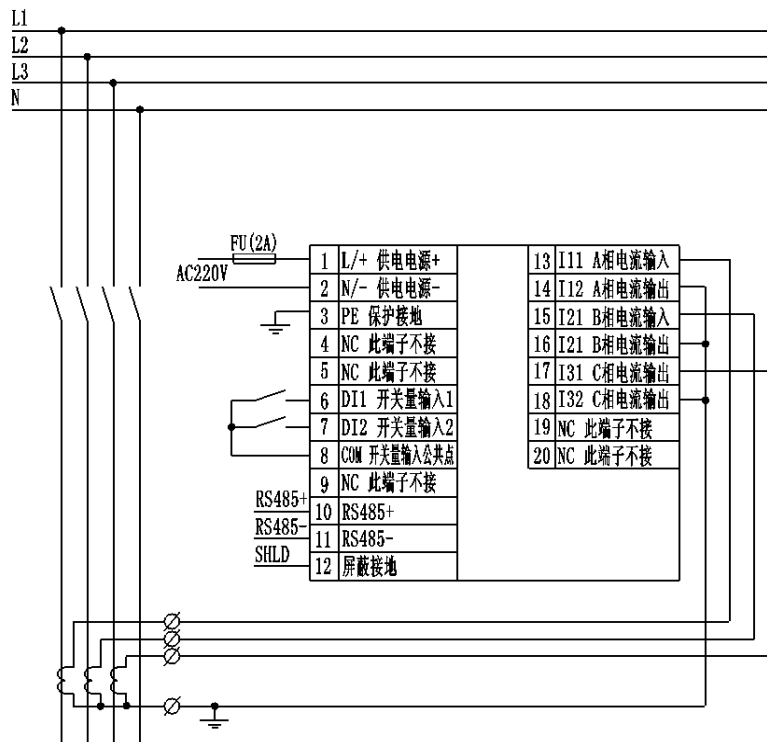 L1
L2
L3
N
FU(2A)
AC220V
1 L/+ 供电电源+
2 N/- 供电电源-
3 PE 保护接地
4 NC 此端子不接
5 NC 此端子不接
6 DI1 开关量输入1
7 DI2 开关量输入2
8 COM 开关量输入公共点
9 NC 此端子不接
RS485+ 10 RS485+
RS485- 11 RS485-
SHLD 12 屏蔽接地
13 I11 A相电流输入
14 I12 A相电流输出
15 I21 B相电流输入
16 I21 B相电流输出
17 I31 C相电流输出
18 I32 C相电流输出
19 NC 此端子不接
20 NC 此端子不接